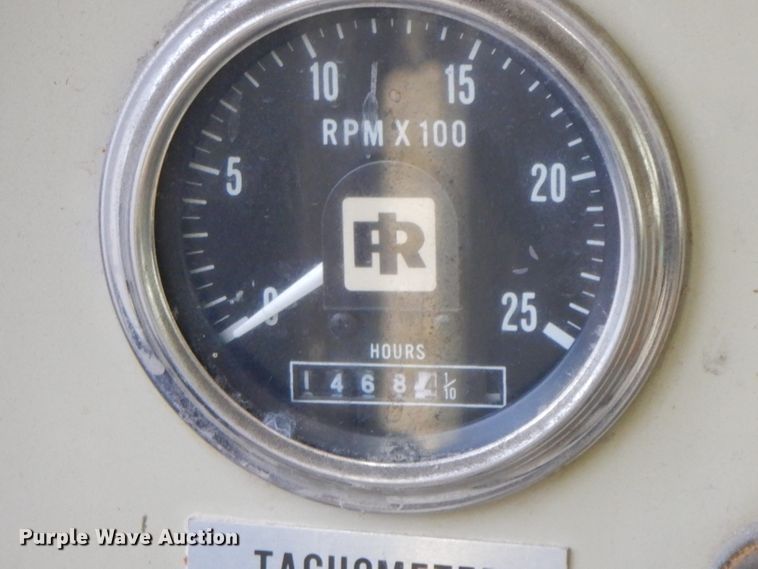 10 15
RPM X 100
5 20
IR
0 25
HOURS
1 4 6 8 1/10
Purple Wave Auction®